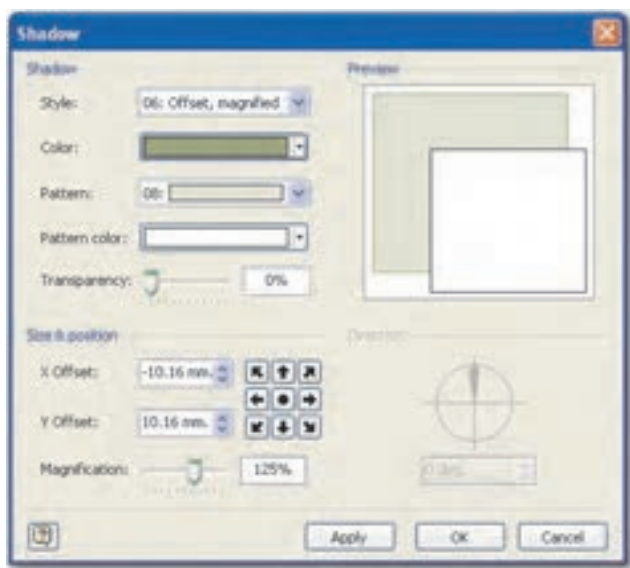 Shadow
Shadow
Style: 06: Offset, magnified
Color:
Pattern: 08:
Pattern color:
Transparency: 0%
Preview
Size & position
X Offset: -10.16 mm.
Y Offset: 10.16 mm.
Magnification: 125%
Direction
Apply OK Cancel